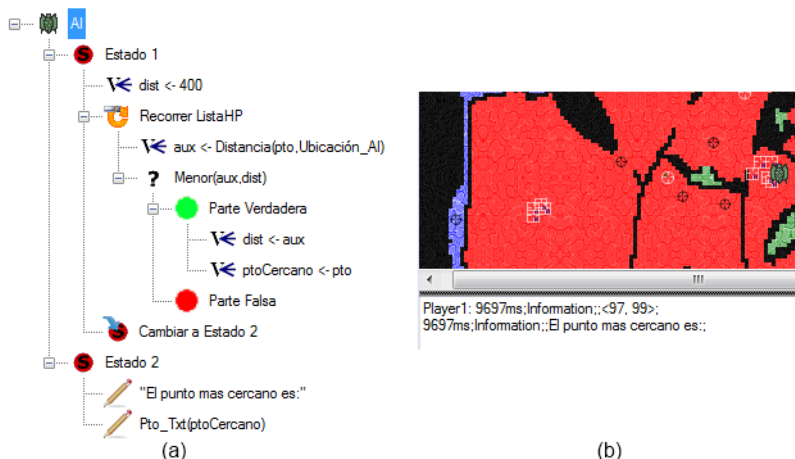 AI
Estado 1
dist <- 400
Recorrer ListaHP
aux <- Distancia(pto,Ubicación_AI)
Menor(aux,dist)
Parte Verdadera
dist <- aux
ptoCercano <- pto
Parte Falsa
Cambiar a Estado 2
Estado 2
"El punto mas cercano es:"
Pto_Txt(ptoCercano)
(a)
Player1: 9697ms;Information;;<97, 99>;
9697ms;Information;;El punto mas cercano es:;
(b)